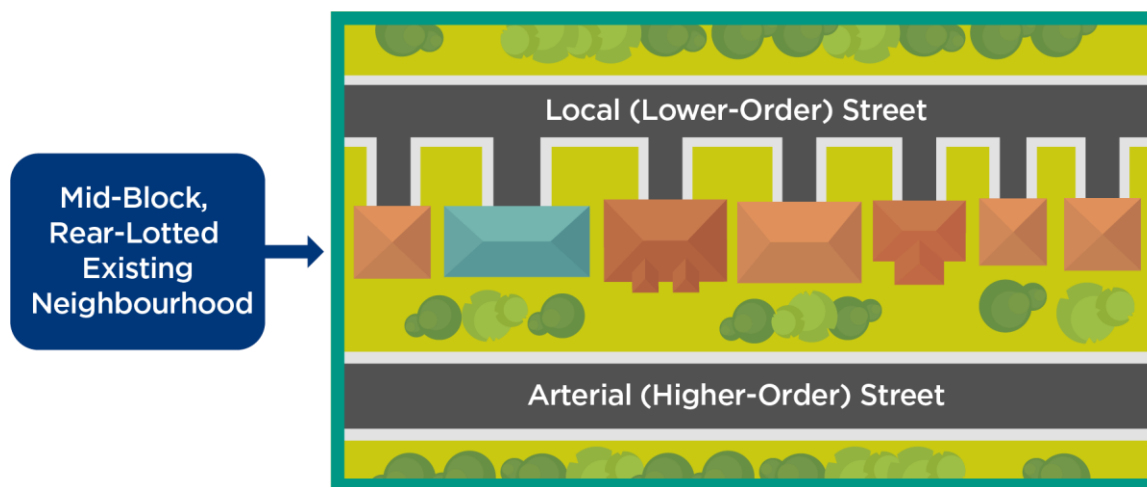 Mid-Block,
Rear-Lotted
Existing
Neighbourhood
Local (Lower-Order) Street
Arterial (Higher-Order) Street